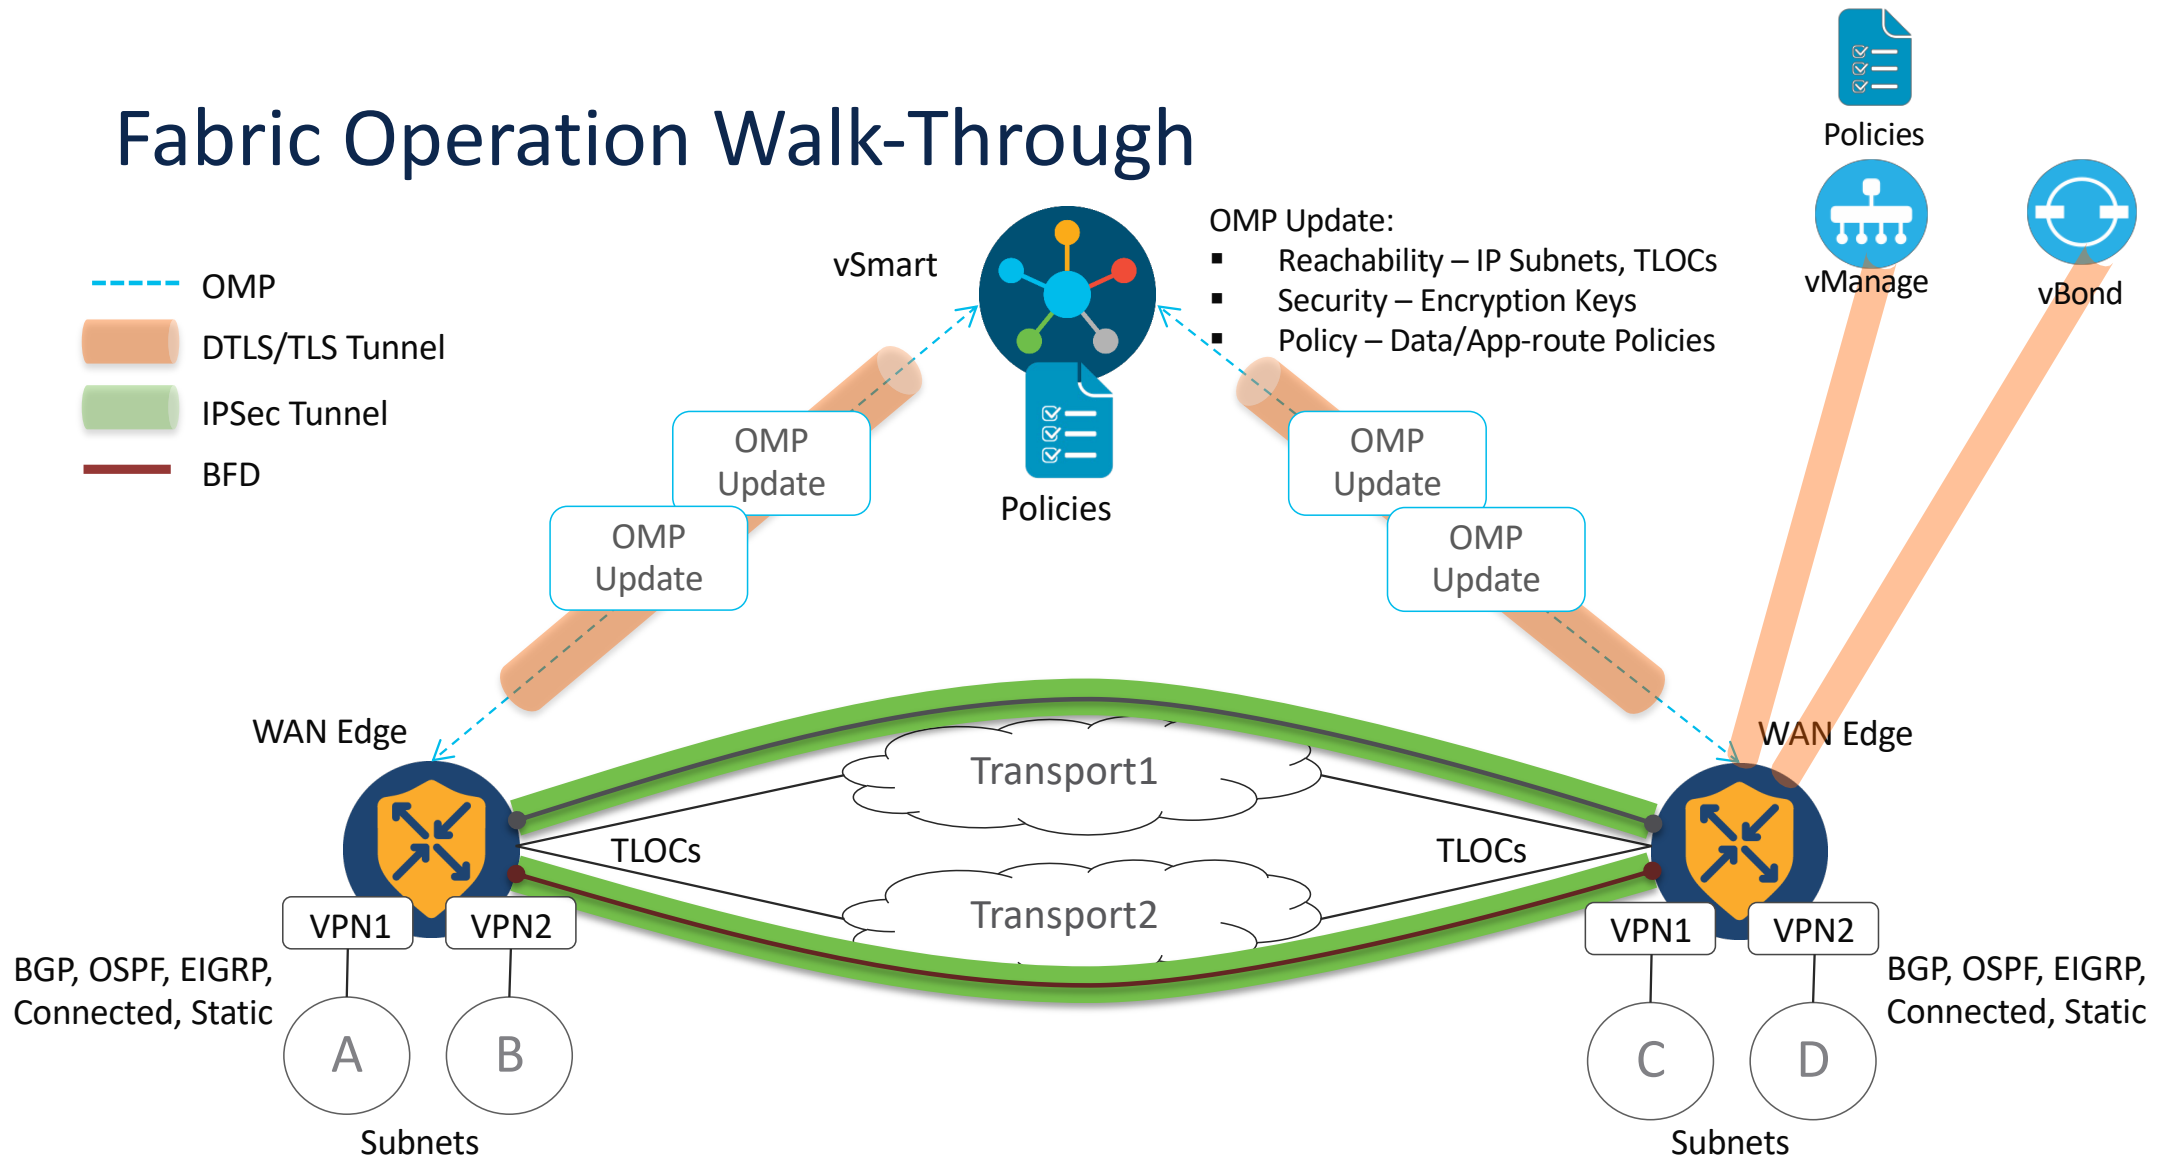 Policies
Fabric Operation Walk-Through
vSmart
OMP Update:
▪ Reachability – IP Subnets, TLOCs
▪ Security – Encryption Keys
▪ Policy – Data/App-route Policies
vManage
vBond
OMP
DTLS/TLS Tunnel
IPSec Tunnel
BFD
OMP
Update
OMP
Update
Policies
OMP
Update
OMP
Update
WAN Edge
WAN Edge
Transport1
TLOCs
TLOCs
Transport2
VPN1
VPN2
VPN1
VPN2
BGP, OSPF, EIGRP,
Connected, Static
BGP, OSPF, EIGRP,
Connected, Static
A
B
C
D
Subnets
Subnets